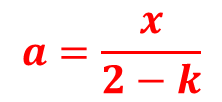 a = x / (2 − k)